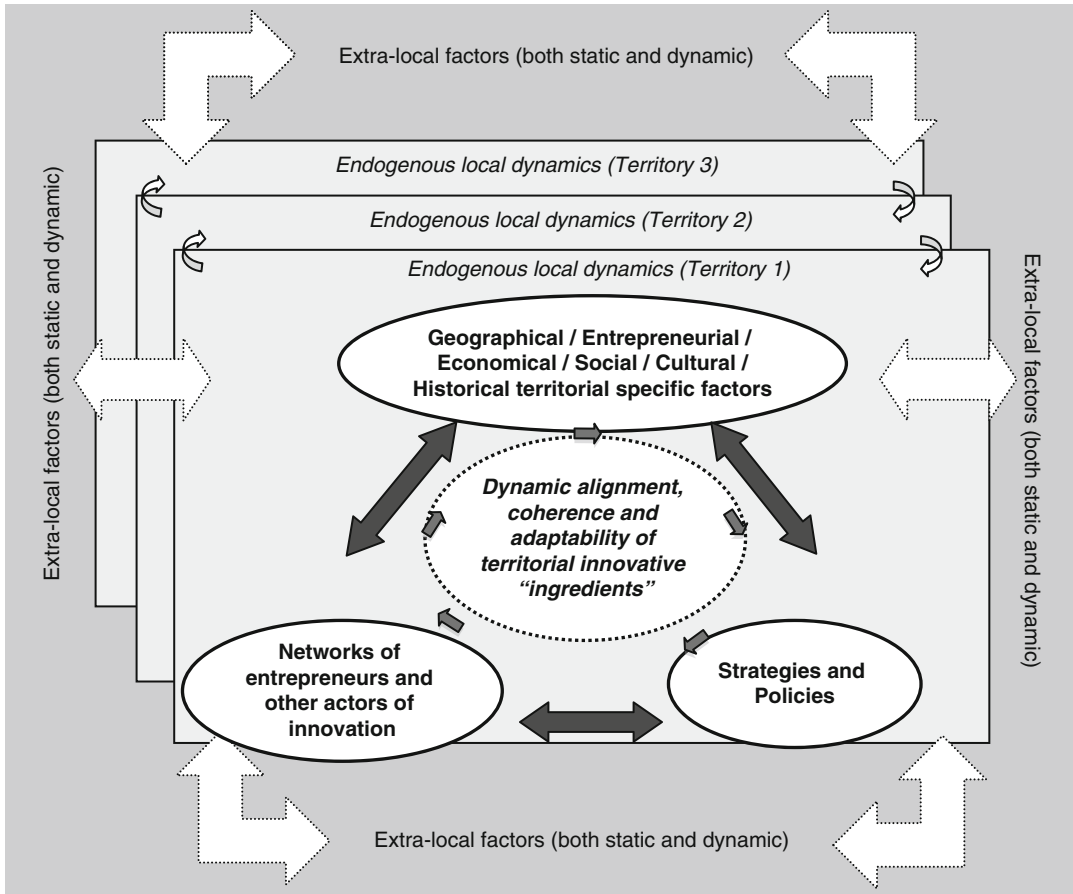 Extra-local factors (both static and dynamic)
Endogenous local dynamics (Territory 3)
Endogenous local dynamics (Territory 2)
Endogenous local dynamics (Territory 1)
Extra-local factors (both static and dynamic)
Extra-local factors (both static and dynamic)
Geographical / Entrepreneurial /
Economical / Social / Cultural /
Historical territorial specific factors
Dynamic alignment,
coherence and
adaptability of
territorial innovative
“ingredients”
Networks of
entrepreneurs and
other actors of
innovation
Strategies and
Policies
Extra-local factors (both static and dynamic)